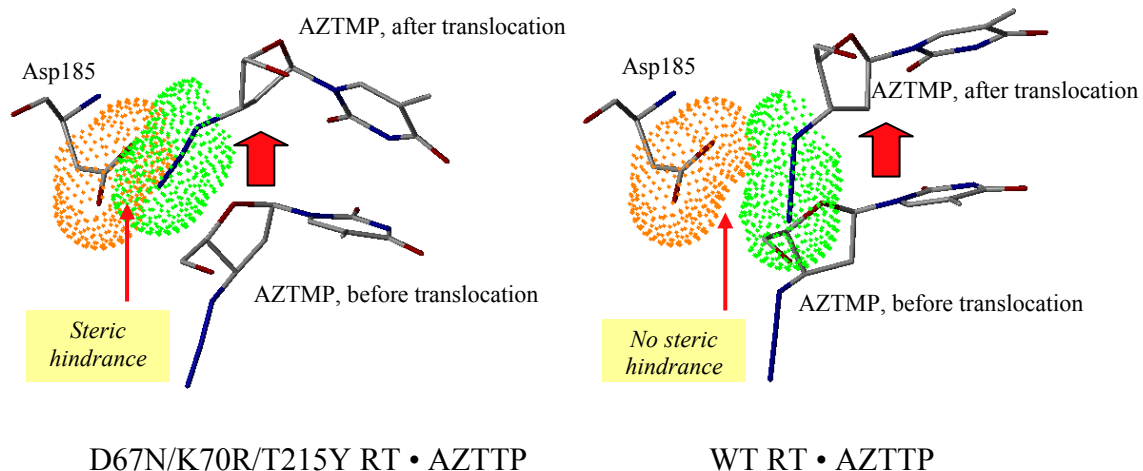 AZTMP, after translocation
Asp185
Steric
hindrance
AZTMP, before translocation
D67N/K70R/T215Y RT • AZTTP
Asp185
AZTMP, after translocation
No steric
hindrance
AZTMP, before translocation
WT RT • AZTTP